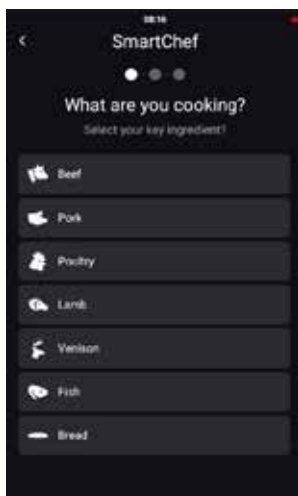 08:16
SmartChef
What are you cooking?
Select your key ingredient!
Beef
Pork
Poultry
Lamb
Venison
Fish
Bread